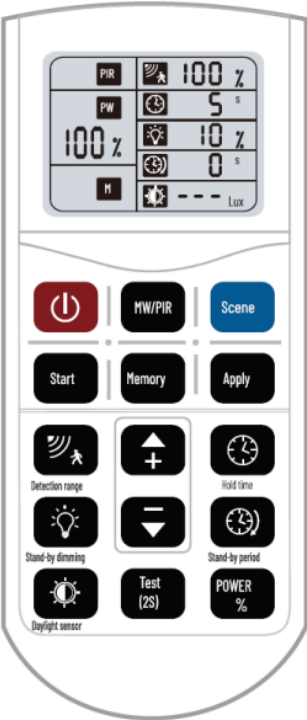 PIR 100 %
PW 5 s
100 % 10 %
0 s
M --- Lux
MW/PIR Scene
Start Memory Apply
+
Detection range Hold time
−
Stand-by dimming Stand-by period
Test
(2S)
POWER
%
Daylight sensor